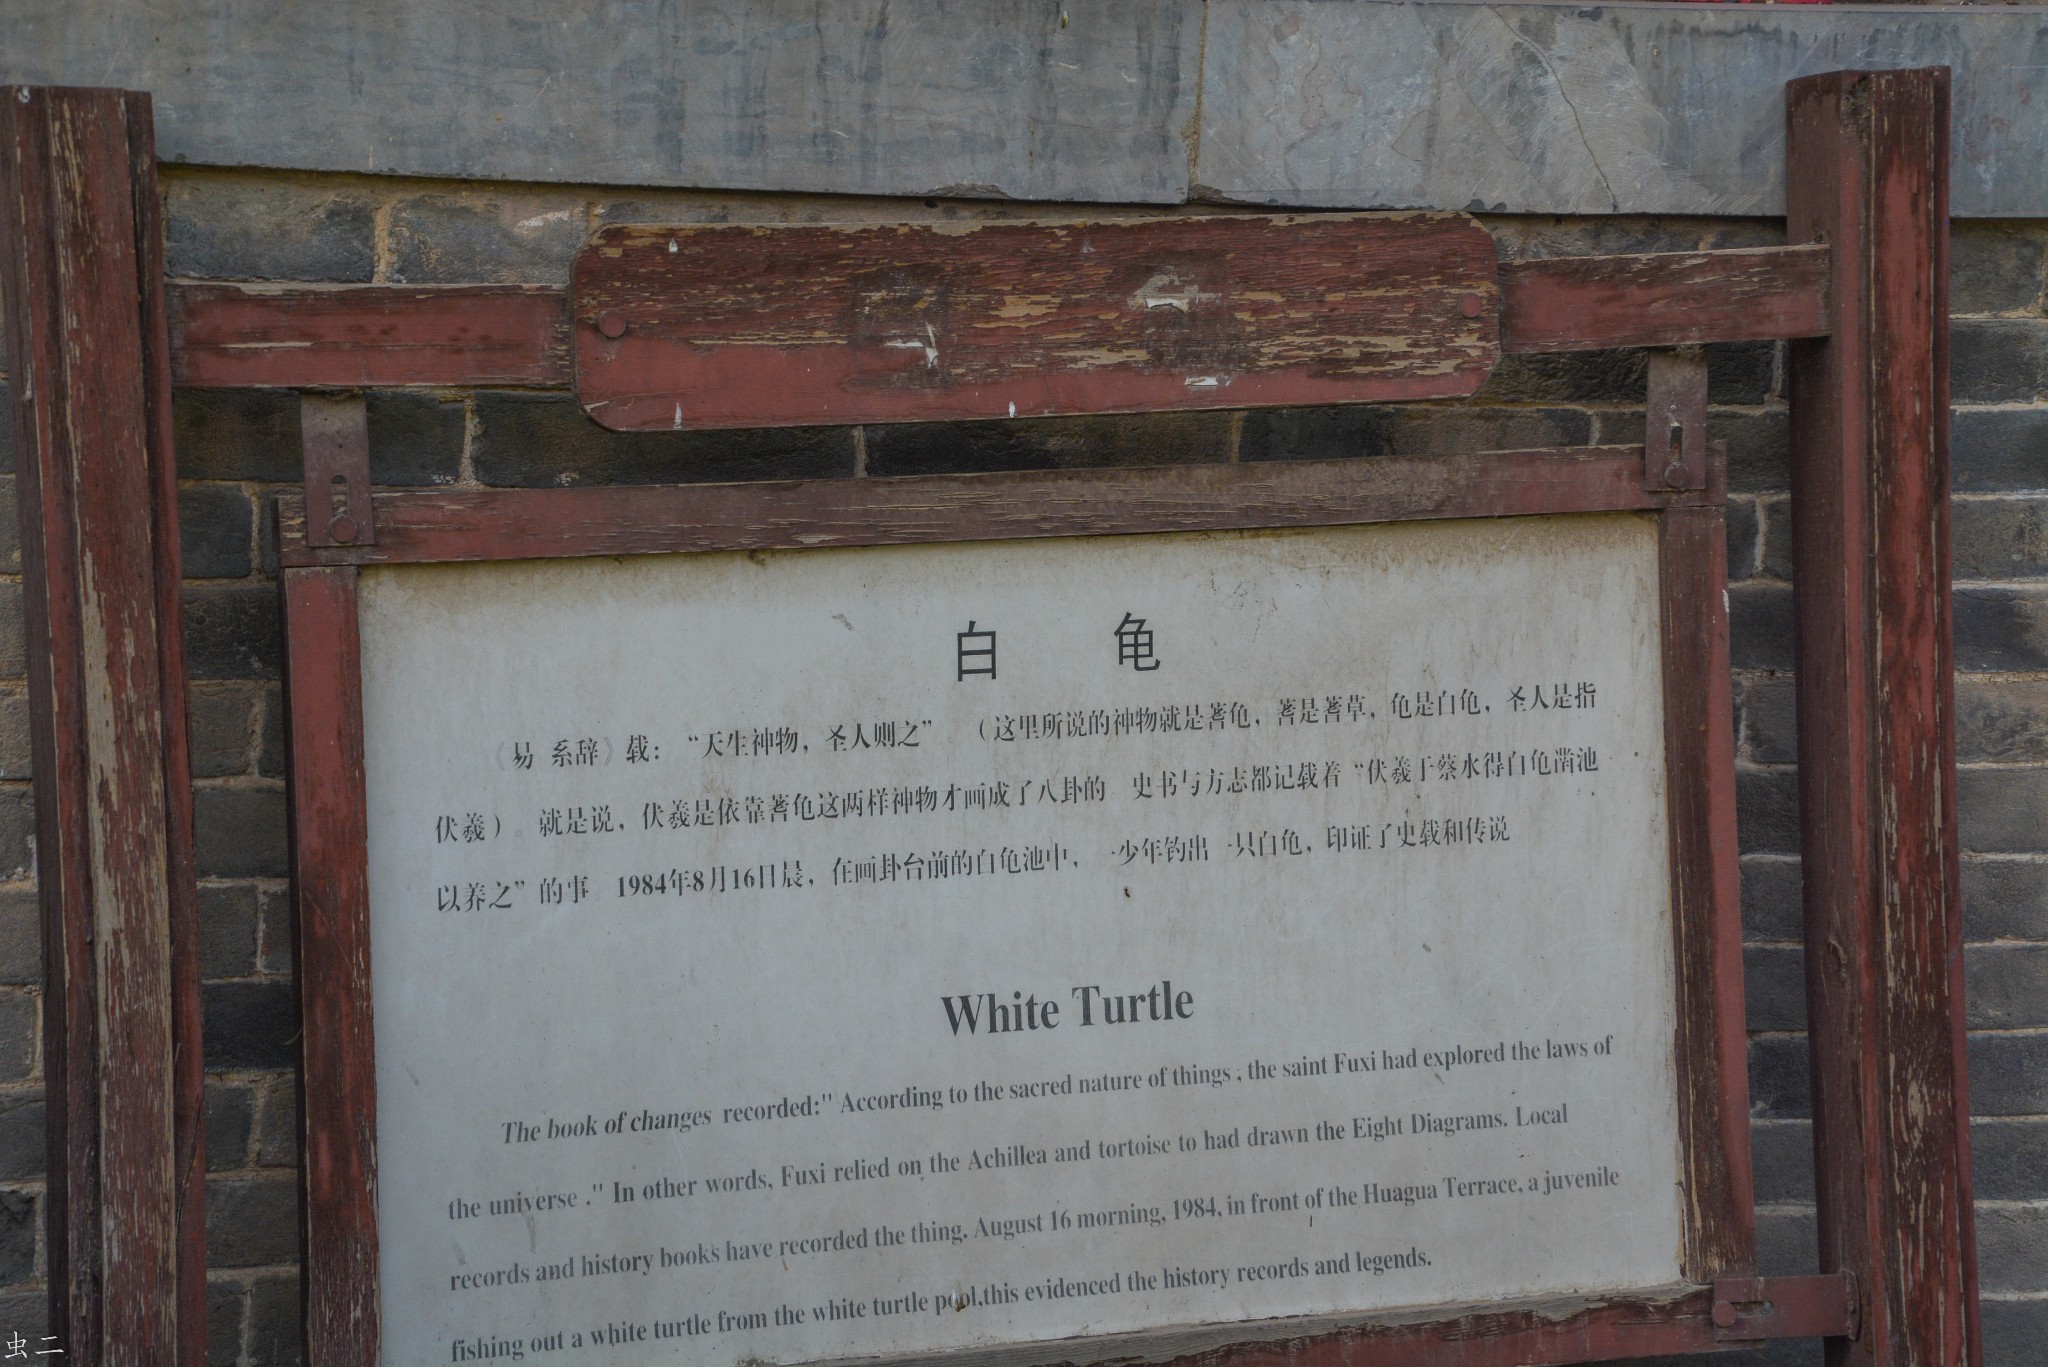 白 龟
《易 系辞》载：“天生神物，圣人则之” （这里所说的神物就是蓍龟，蓍是蓍草，龟是白龟，圣人是指
伏羲） 就是说，伏羲是依靠蓍龟这两样神物才画成了八卦的 史书与方志都记载着“伏羲于蔡水得白龟凿池
以养之”的事 1984年8月16日晨，在画卦台前的白龟池中，一少年钓出一只白龟，印证了史载和传说
White Turtle
The book of changes recorded:" According to the sacred nature of things , the saint Fuxi had explored the laws of
the universe ." In other words, Fuxi relied on the Achillea and tortoise to had drawn the Eight Diagrams. Local
records and history books have recorded the thing. August 16 morning, 1984, in front of the Huagua Terrace, a juvenile
fishing out a white turtle from the white turtle pool,this evidenced the history records and legends.
虫二